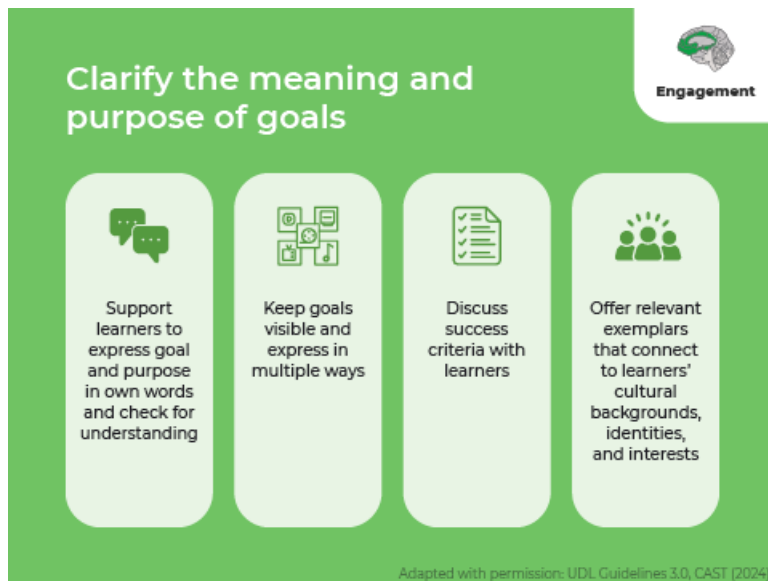 Clarify the meaning and
purpose of goals
Engagement
Support
learners to
express goal
and purpose
in own words
and check for
understanding
Keep goals
visible and
express in
multiple ways
Discuss
success
criteria with
learners
Offer relevant
exemplars
that connect
to learners'
cultural
backgrounds,
identities,
and interests
Adapted with permission: UDL Guidelines 3.0, CAST (2024)